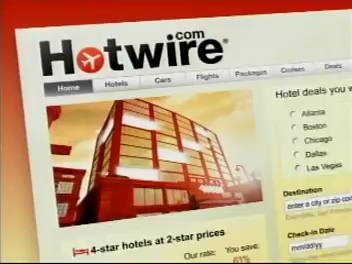 Hotwire.com®
Home Hotels Cars Flights Packages Cruises Deals
Hotel deals you w
Atlanta
Boston
Chicago
Dallas
Las Vegas
Destination
enter a city or zip co
4-star hotels at 2-star prices
Check-in Date
mm/dd/yy
Our rate: You save:
61%